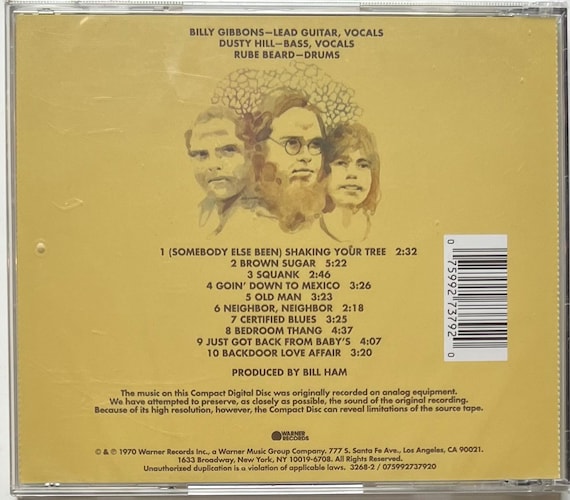 BILLY GIBBONS—LEAD GUITAR, VOCALS
DUSTY HILL—BASS, VOCALS
RUBE BEARD—DRUMS
1 (SOMEBODY ELSE BEEN) SHAKING YOUR TREE 2:32
2 BROWN SUGAR 5:22
3 SQUANK 2:46
4 GOIN' DOWN TO MEXICO 3:26
5 OLD MAN 3:23
6 NEIGHBOR, NEIGHBOR 2:18
7 CERTIFIED BLUES 3:25
8 BEDROOM THANG 4:37
9 JUST GOT BACK FROM BABY'S 4:07
10 BACKDOOR LOVE AFFAIR 3:20
0 75992 73792 0
PRODUCED BY BILL HAM
The music on this Compact Digital Disc was originally recorded on analog equipment.
We have attempted to preserve, as closely as possible, the sound of the original recording.
Because of its high resolution, however, the Compact Disc can reveal limitations of the source tape.
WARNER
RECORDS
© & ℗ 1970 Warner Records Inc., a Warner Music Group Company. 777 S. Santa Fe Ave., Los Angeles, CA 90021.
1633 Broadway, New York, NY 10019-6708. All Rights Reserved.
Unauthorized duplication is a violation of applicable laws. 3268-2 / 075992737920